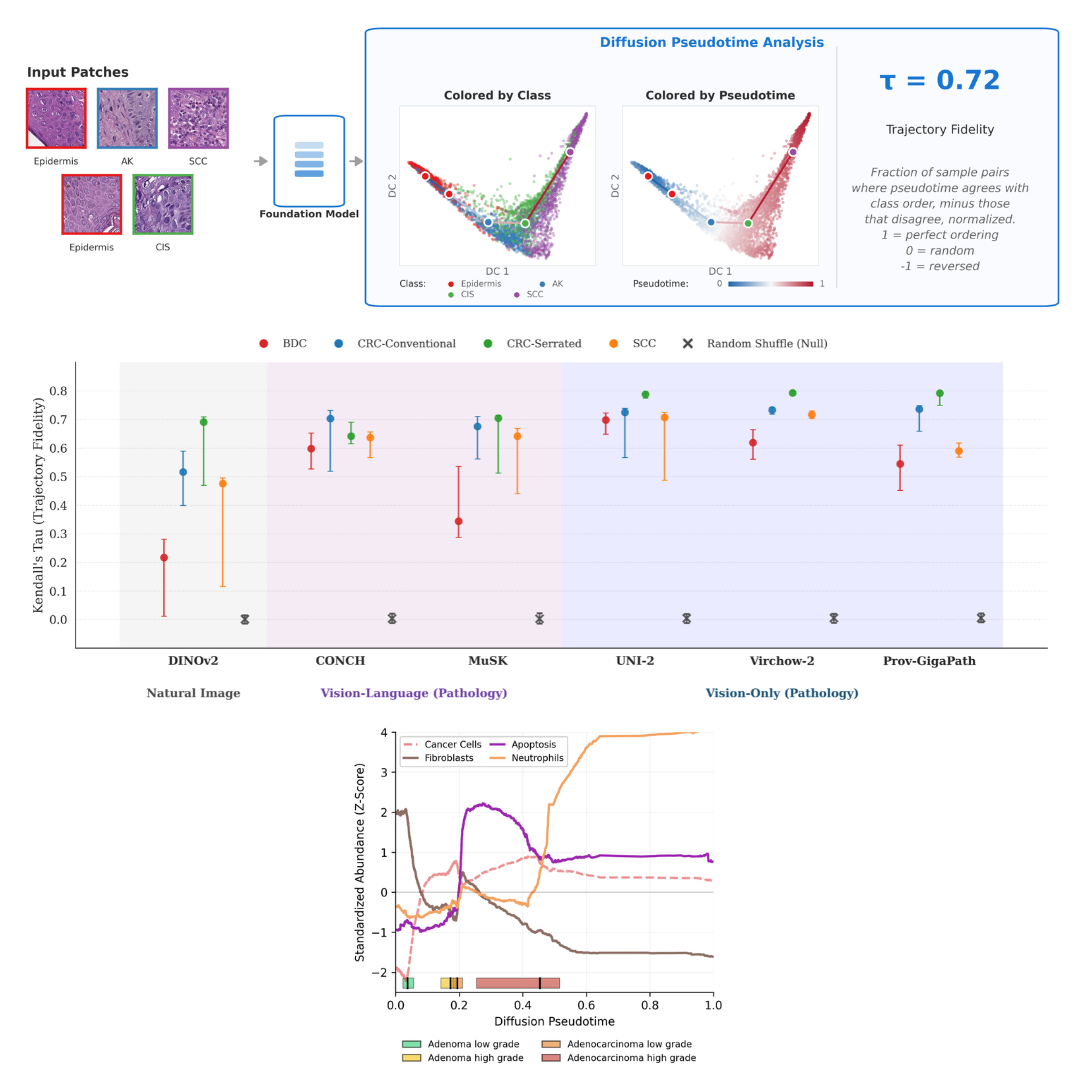 Diffusion Pseudotime Analysis
Input Patches
Epidermis
AK
SCC
Epidermis
CIS
Foundation Model
Colored by Class
DC 2
DC 1
Class:
Epidermis
AK
CIS
SCC
Colored by Pseudotime
DC 2
DC 1
Pseudotime:
0
1
τ = 0.72
Trajectory Fidelity
Fraction of sample pairs
where pseudotime agrees with
class order, minus those
that disagree, normalized.
1 = perfect ordering
0 = random
-1 = reversed
BDC
CRC-Conventional
CRC-Serrated
SCC
Random Shuffle (Null)
Kendall's Tau (Trajectory Fidelity)
0.8
0.7
0.6
0.5
0.4
0.3
0.2
0.1
0.0
DINOv2
CONCH
MuSK
UNI-2
Virchow-2
Prov-GigaPath
Natural Image
Vision-Language (Pathology)
Vision-Only (Pathology)
Cancer Cells
Fibroblasts
Apoptosis
Neutrophils
Standardized Abundance (Z-Score)
4
3
2
1
0
−1
−2
0.0
0.2
0.4
0.6
0.8
1.0
Diffusion Pseudotime
Adenoma low grade
Adenoma high grade
Adenocarcinoma low grade
Adenocarcinoma high grade